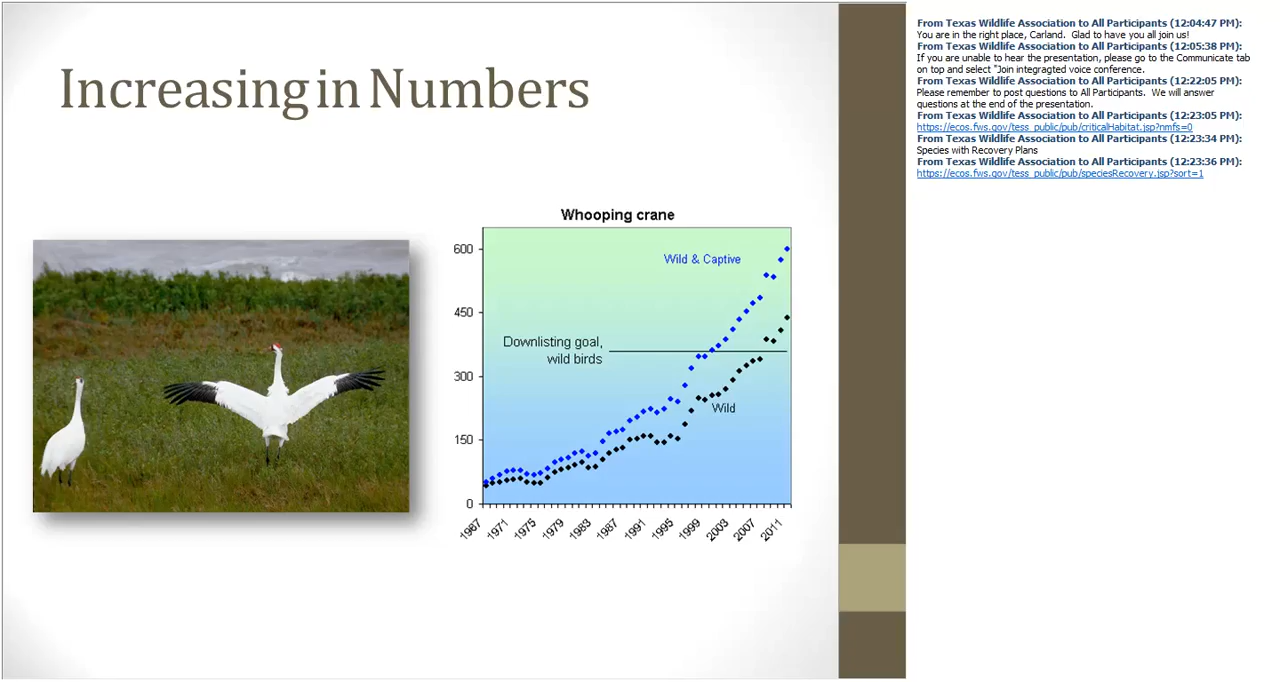 Increasing in Numbers
Whooping crane
600
450
300
150
0
Wild & Captive
Downlisting goal,
wild birds
Wild
1967
1971
1975
1979
1983
1987
1991
1995
1999
2003
2007
2011
From Texas Wildlife Association to All Participants (12:04:47 PM):
You are in the right place, Carland.  Glad to have you all join us!
From Texas Wildlife Association to All Participants (12:05:38 PM):
If you are unable to hear the presentation, please go to the Communicate tab
on top and select "Join integragted voice conference.
From Texas Wildlife Association to All Participants (12:22:05 PM):
Please remember to post questions to All Participants.  We will answer
questions at the end of the presentation.
From Texas Wildlife Association to All Participants (12:23:05 PM):
https://ecos.fws.gov/tess_public/pub/criticalHabitat.jsp?nmfs=0
From Texas Wildlife Association to All Participants (12:23:34 PM):
Species with Recovery Plans
From Texas Wildlife Association to All Participants (12:23:36 PM):
https://ecos.fws.gov/tess_public/pub/speciesRecovery.jsp?sort=1